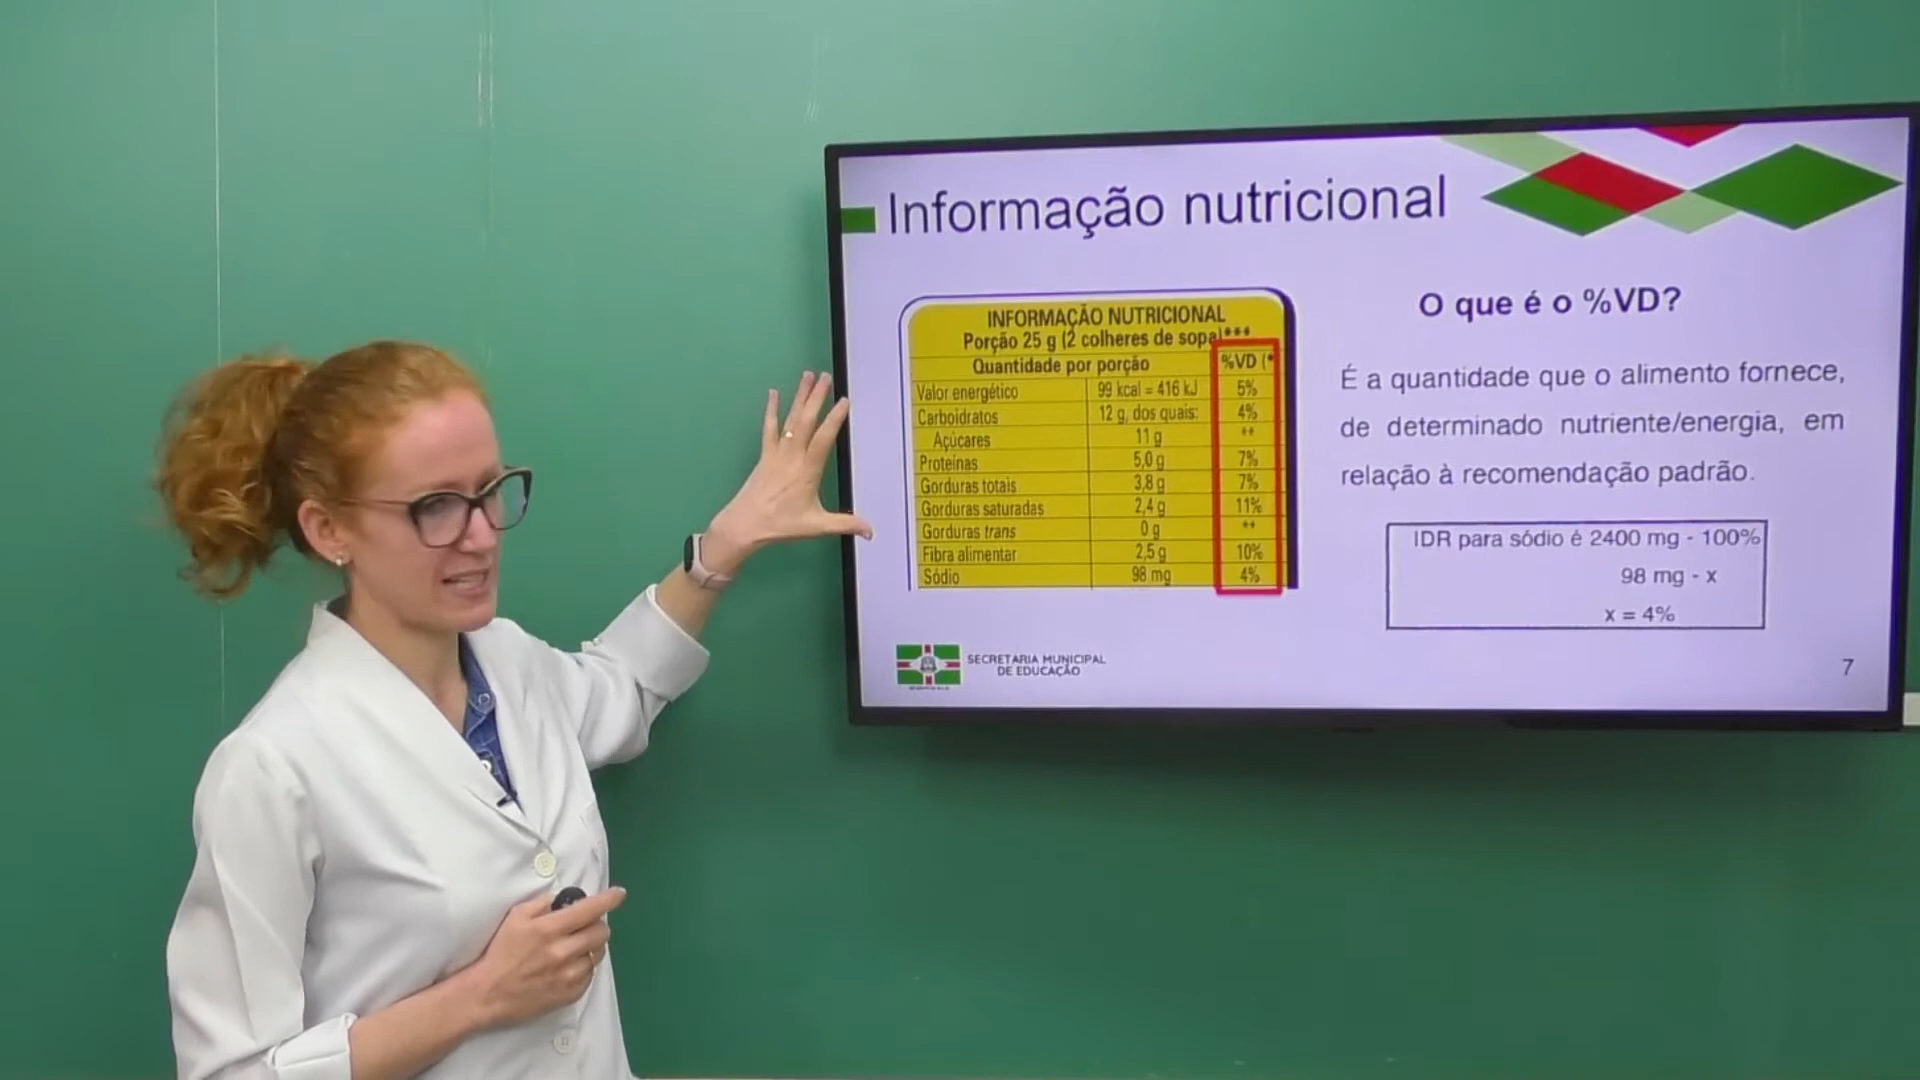 Informação nutricional
INFORMAÇÃO NUTRICIONAL
Porção 25 g (2 colheres de sopa)***
Quantidade por porção %VD (*
Valor energético 99 kcal = 416 kJ 5%
Carboidratos 12 g, dos quais: 4%
Açúcares 11 g **
Proteínas 5,0 g 7%
Gorduras totais 3,8 g 7%
Gorduras saturadas 2,4 g 11%
Gorduras trans 0 g **
Fibra alimentar 2,5 g 10%
Sódio 98 mg 4%
O que é o %VD?
É a quantidade que o alimento fornece,
de determinado nutriente/energia, em
relação à recomendação padrão.
IDR para sódio é 2400 mg - 100%
98 mg - x
x = 4%
SECRETARIA MUNICIPAL
DE EDUCAÇÃO
7